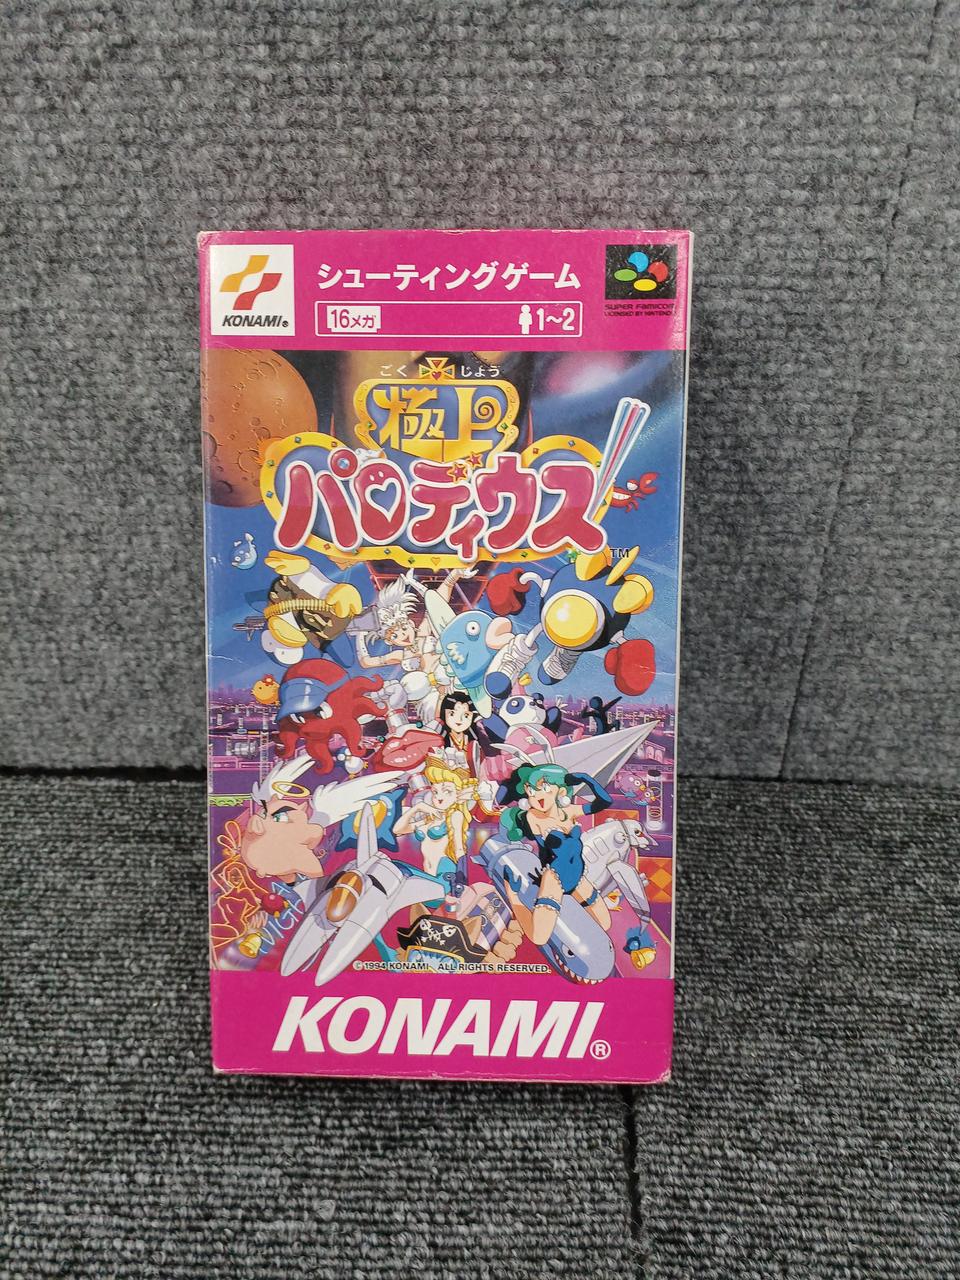 KONAMI®
シューティングゲーム
16メガ
1~2
SUPER FAMICOM
LICENSED BY NINTENDO
ごく じょう
極上
パロディウス
TM
© 1994 KONAMI ALL RIGHTS RESERVED.
KONAMI®